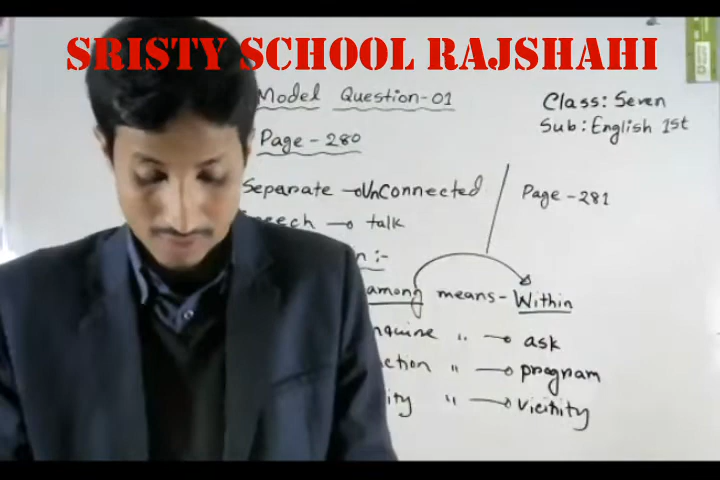 SRISTY SCHOOL RAJSHAHI
Model Question-01
Class: Seven
Sub: English 1st
Page - 280
Page - 281
Separate → UnConnected
→ talk
among means - Within
" → ask
" → program
" → vicinity